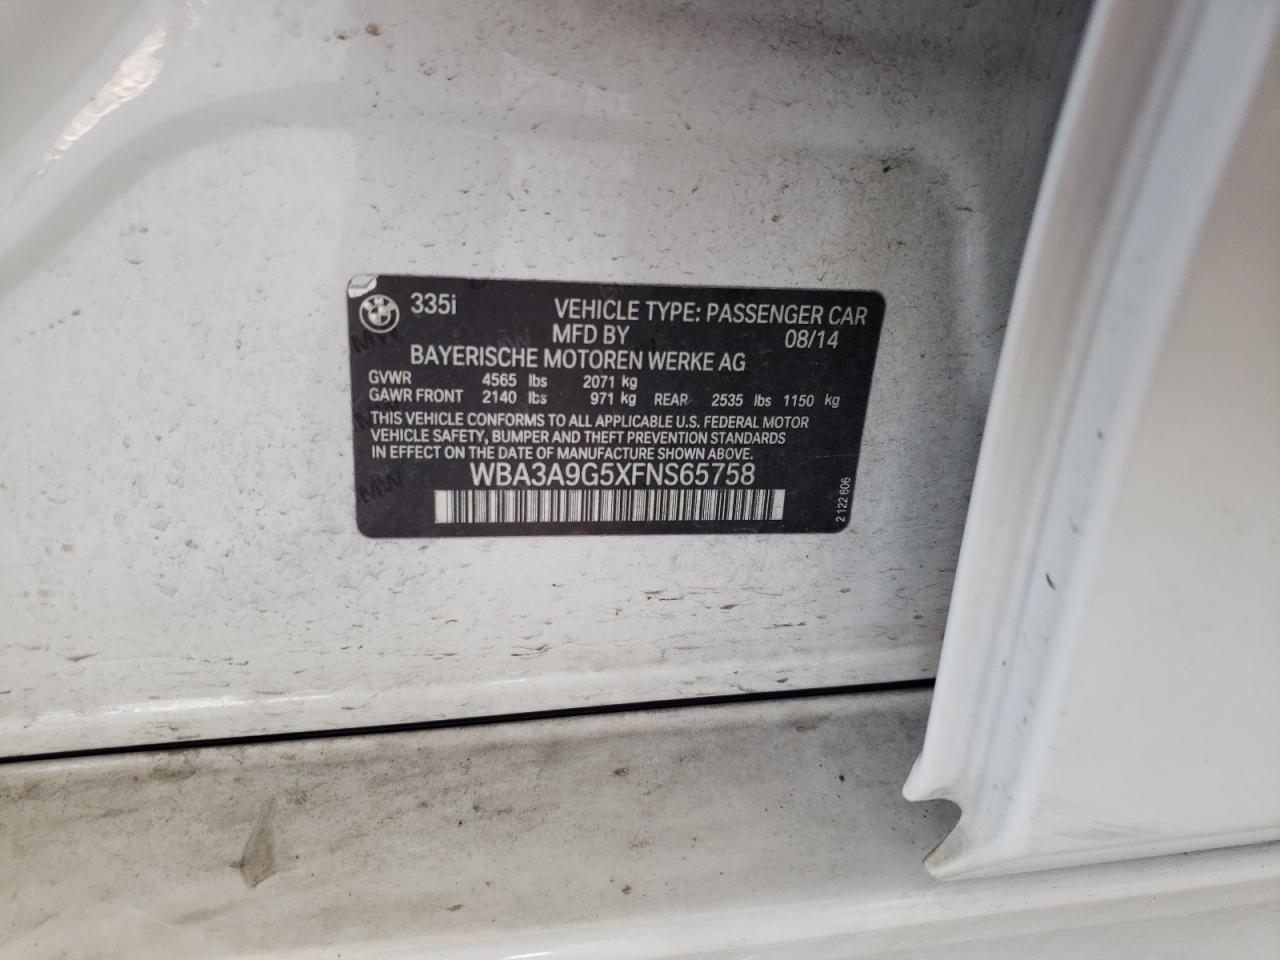 335i VEHICLE TYPE: PASSENGER CAR
MFD BY 08/14
BAYERISCHE MOTOREN WERKE AG
GVWR 4565 lbs 2071 kg
GAWR FRONT 2140 lbs 971 kg REAR 2535 lbs 1150 kg
THIS VEHICLE CONFORMS TO ALL APPLICABLE U.S. FEDERAL MOTOR
VEHICLE SAFETY, BUMPER AND THEFT PREVENTION STANDARDS
IN EFFECT ON THE DATE OF MANUFACTURE SHOWN ABOVE.
WBA3A9G5XFNS65758
2 122 606